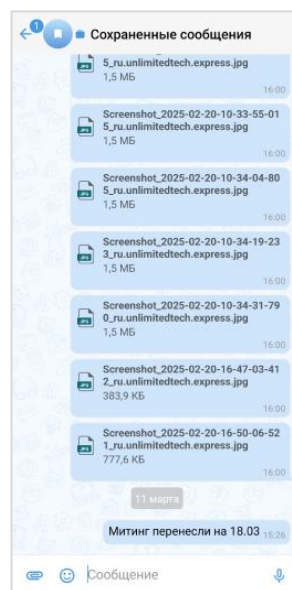 1
Сохраненные сообщения
5_ru.unlimitedtech.express.jpg
1,5 МБ
16:00
Screenshot_2025-02-20-10-33-55-01
5_ru.unlimitedtech.express.jpg
1,5 МБ
16:00
Screenshot_2025-02-20-10-34-04-80
5_ru.unlimitedtech.express.jpg
1,5 МБ
16:00
Screenshot_2025-02-20-10-34-19-23
3_ru.unlimitedtech.express.jpg
1,5 МБ
16:00
Screenshot_2025-02-20-10-34-31-79
0_ru.unlimitedtech.express.jpg
1,5 МБ
16:00
Screenshot_2025-02-20-16-47-03-41
2_ru.unlimitedtech.express.jpg
383,9 КБ
16:00
Screenshot_2025-02-20-16-50-06-52
1_ru.unlimitedtech.express.jpg
777,6 КБ
16:00
11 марта
Митинг перенесли на 18.03 15:26
Сообщение